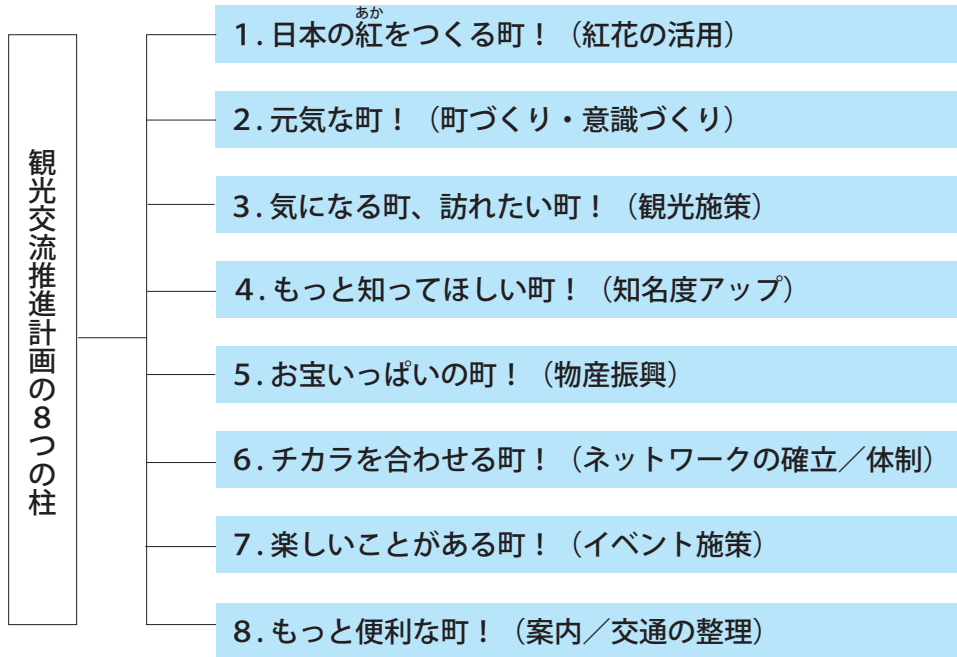 観光交流推進計画の8つの柱
あか
1.日本の紅をつくる町！（紅花の活用）
2.元気な町！（町づくり・意識づくり）
3.気になる町、訪れたい町！（観光施策）
4.もっと知ってほしい町！（知名度アップ）
5.お宝いっぱいの町！（物産振興）
6.チカラを合わせる町！（ネットワークの確立／体制）
7.楽しいことがある町！（イベント施策）
8.もっと便利な町！（案内／交通の整理）